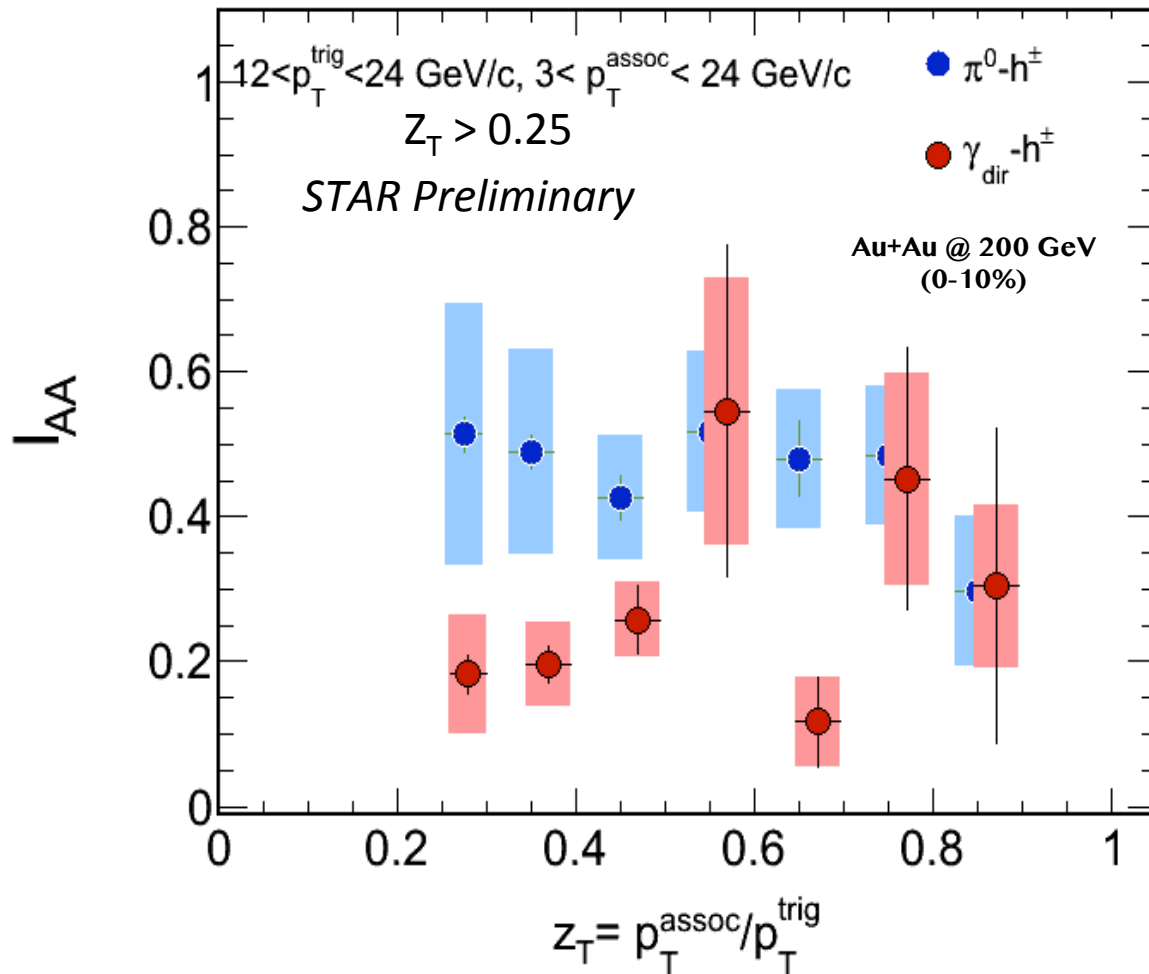 12<p_T^trig<24 GeV/c, 3< p_T^assoc< 24 GeV/c
Z_T > 0.25
STAR Preliminary
π⁰-h±
γ_dir-h±
Au+Au @ 200 GeV
(0-10%)
I_AA
1
0.8
0.6
0.4
0.2
0
0 0.2 0.4 0.6 0.8 1
z_T= p_T^assoc/p_T^trig